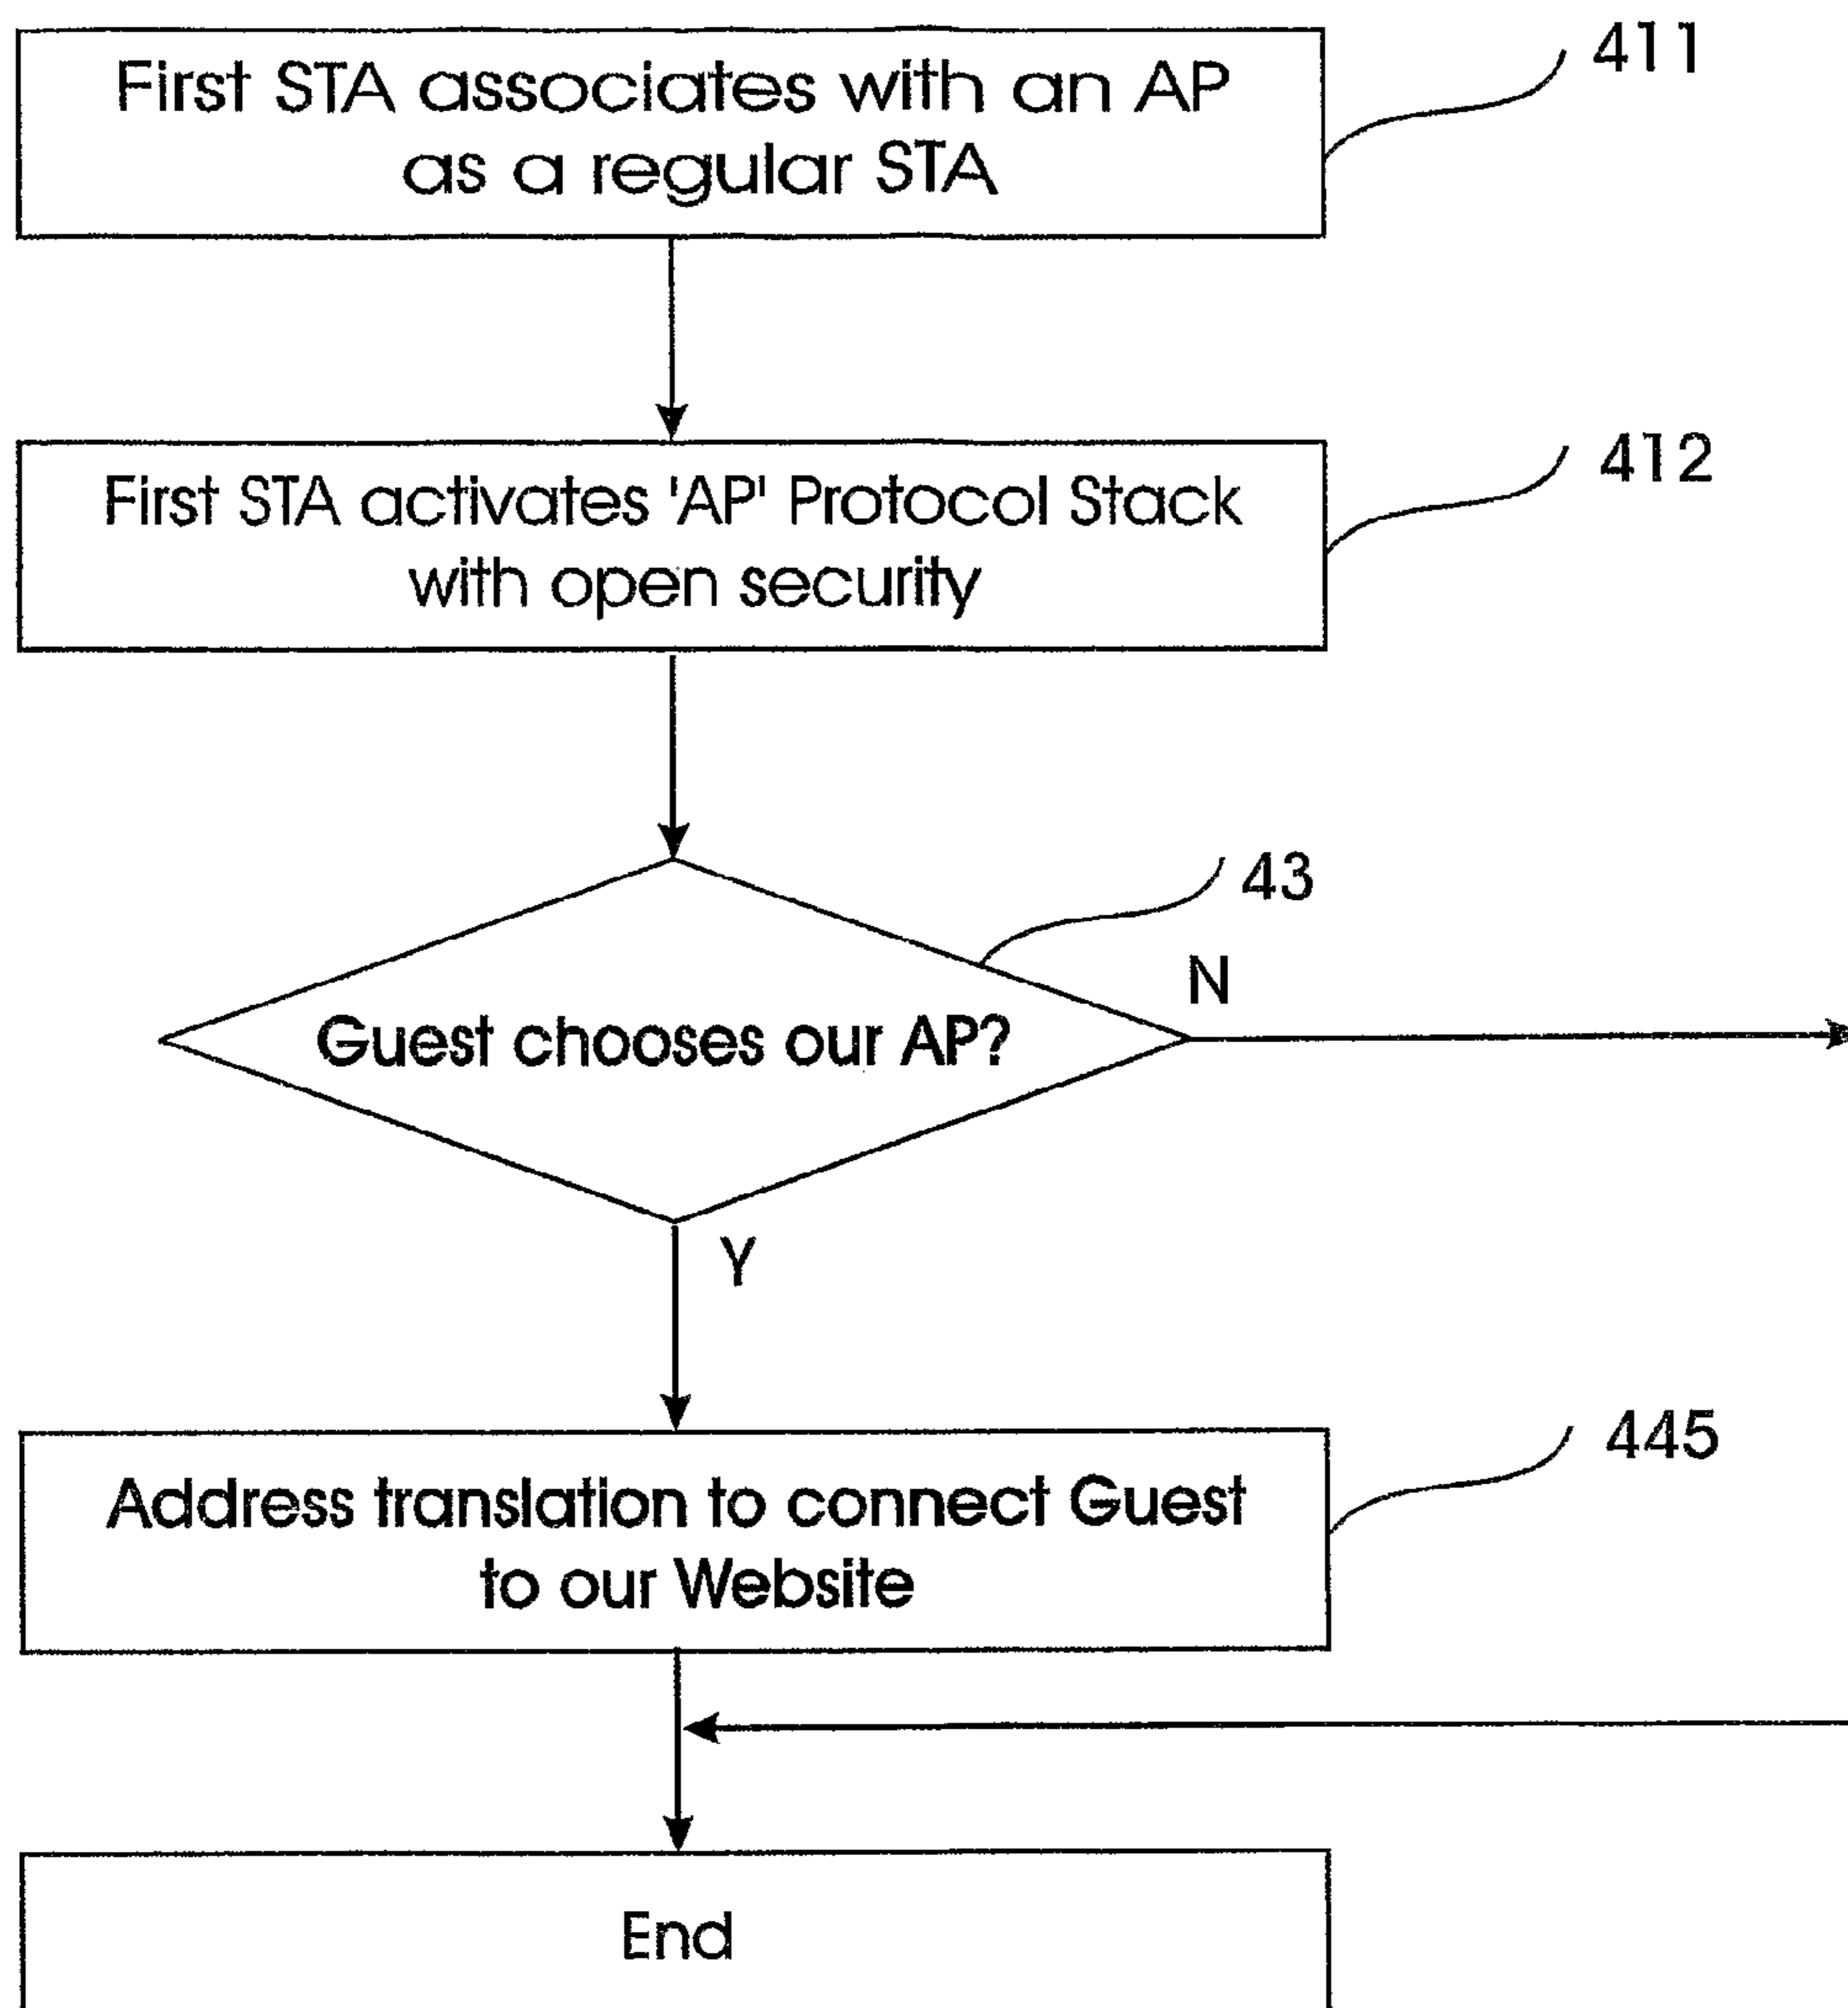 First STA associates with an AP
as a regular STA
411
First STA activates 'AP' Protocol Stack
with open security
412
43
Guest chooses our AP?
N
Y
445
Address translation to connect Guest
to our Website
End